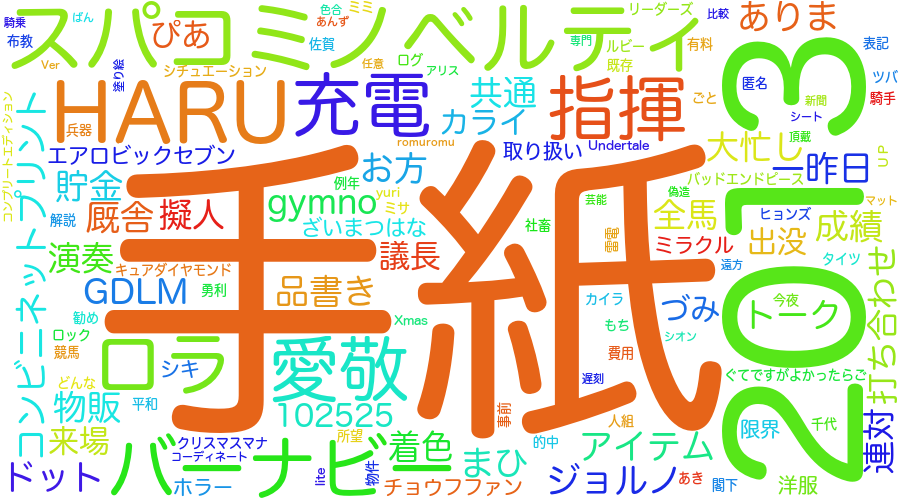 スパコミノベルティ
手紙
2013
HARU
指揮
充電
愛敬
ロラ
バーナビー
ぴあ
ありま
共通
カライ
お方
gymno
擬人
厩舎
貯金
エアロビックセブン
取り扱い
Undertale
大忙し
一昨日
全馬
成績
出没
バッドエンドピース
ヒョンズ
ミラクル
議長
ざいまつはな
演奏
キュアダイヤモンド
GDLM
勇利
品書き
づみ
トーク
打ち合わせ
連対
限界
千代
洋服
閣下
あき
ジョルノ
アイテム
まひ
着色
チョウフファン
102525
シキ
物販
平和
来場
ドット
ホラー
クリスマスマナ
コーディネート
コンビニネットプリント
コンプリートエディション
騎乗
ぱん
布教
Ver
兵器
塗り絵
シチュエーション
色合
あんず
ミミ
佐賀
任意
ログ
アリス
リーダーズ
専門
ルビー
既存
有料
比較
匿名
ごと
新聞
シート
頂戴
表記
ツバ
騎手
UP
マット
タイツ
遠方
今夜
シオン
ぐてですがよかったらご
romuromu
yuri
例年
ミサ
社畜
芸能
偽造
雷電
カイラ
もち
費用
遅刻
人組
事前
的中
Xmas
所望
物件
lite
解説
勧め
ロック
競馬
どんな